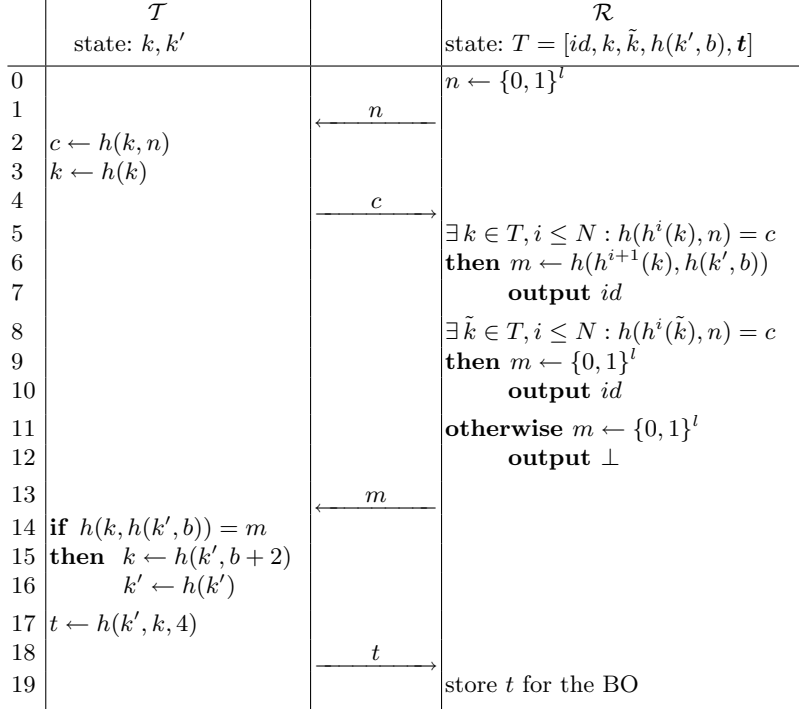 𝒯 ℛ
state: k, k′ state: T = [id, k, k̃, h(k′, b), t]
0 n ← {0, 1}^l
1 n
2 c ← h(k, n)
3 k ← h(k)
4 c
5 ∃ k ∈ T, i ≤ N : h(h^i(k), n) = c
6 then m ← h(h^{i+1}(k), h(k′, b))
7 output id
8 ∃ k̃ ∈ T, i ≤ N : h(h^i(k̃), n) = c
9 then m ← {0, 1}^l
10 output id
11 otherwise m ← {0, 1}^l
12 output ⊥
13 m
14 if h(k, h(k′, b)) = m
15 then k ← h(k′, b + 2)
16 k′ ← h(k′)
17 t ← h(k′, k, 4)
18 t
19 store t for the BO